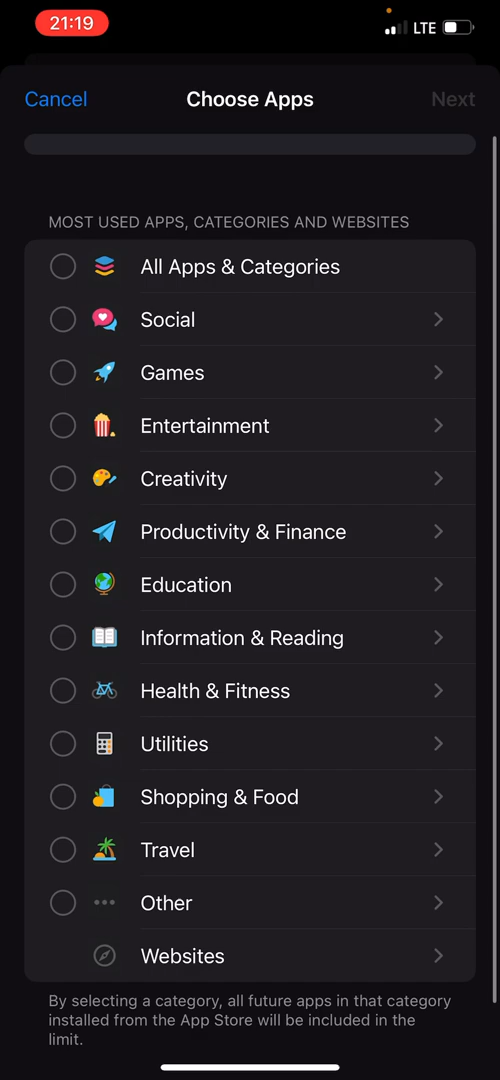 21:19
LTE
Cancel
Choose Apps
Next
MOST USED APPS, CATEGORIES AND WEBSITES
All Apps & Categories
Social
Games
Entertainment
Creativity
Productivity & Finance
Education
Information & Reading
Health & Fitness
Utilities
Shopping & Food
Travel
Other
Websites
By selecting a category, all future apps in that category
installed from the App Store will be included in the
limit.